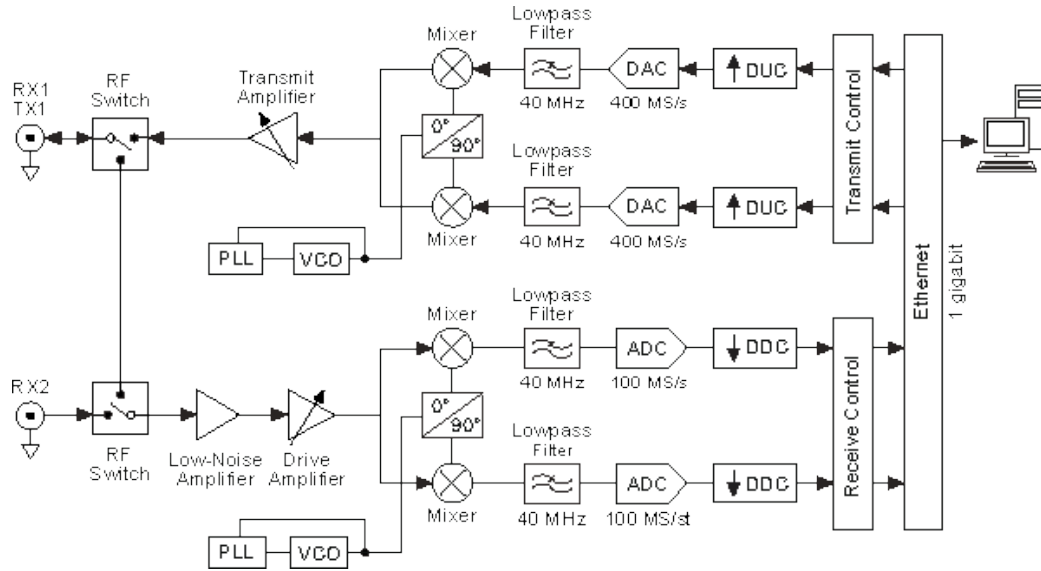 Lowpass
Filter
Mixer
40 MHz
DAC
400 MS/s
DUC
RX1
TX1
RF
Switch
Transmit
Amplifier
0°
90°
Lowpass
Filter
Mixer
40 MHz
DAC
400 MS/s
DUC
Transmit Control
PLL
VCO
Ethernet
1 gigabit
Lowpass
Filter
Mixer
40 MHz
ADC
100 MS/s
DDC
RX2
RF
Switch
Low-Noise
Amplifier
Drive
Amplifier
0°
90°
Lowpass
Filter
Mixer
40 MHz
ADC
100 MS/st
DDC
Receive Control
PLL
VCO